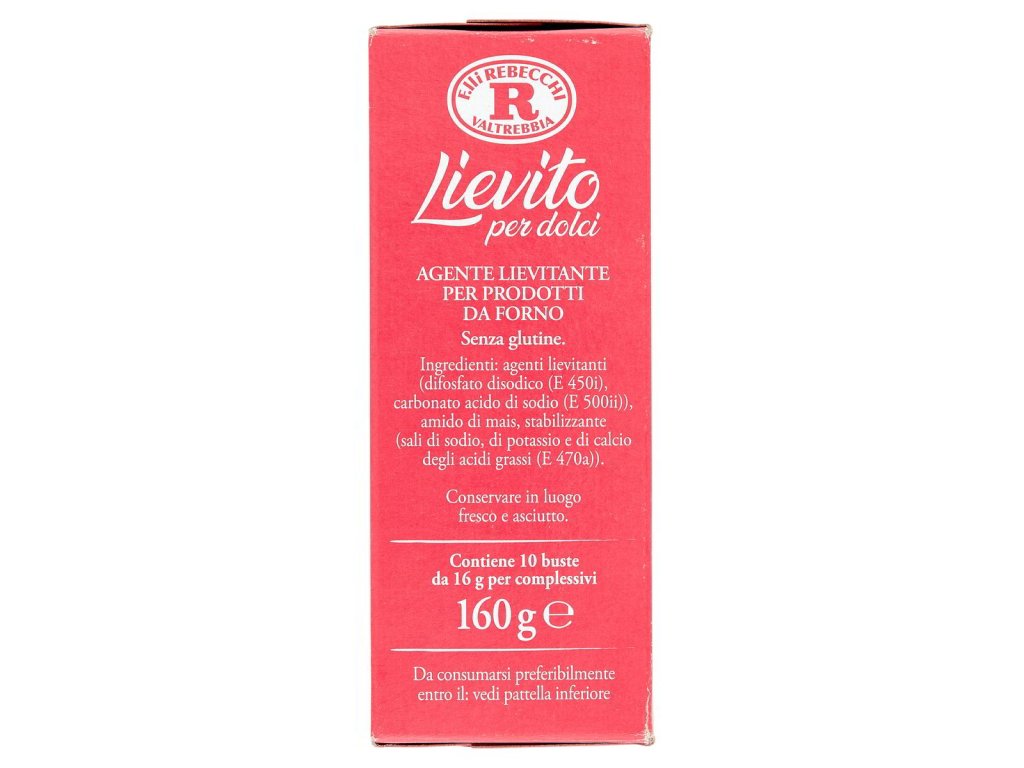 F.lli REBECCHI
R
VALTREBBIA
Lievito
per dolci
AGENTE LIEVITANTE
PER PRODOTTI
DA FORNO
Senza glutine.
Ingredienti: agenti lievitanti
(difosfato disodico (E 450i),
carbonato acido di sodio (E 500ii)),
amido di mais, stabilizzante
(sali di sodio, di potassio e di calcio
degli acidi grassi (E 470a)).
Conservare in luogo
fresco e asciutto.
Contiene 10 buste
da 16 g per complessivi
160 g ℮
Da consumarsi preferibilmente
entro il: vedi pattella inferiore